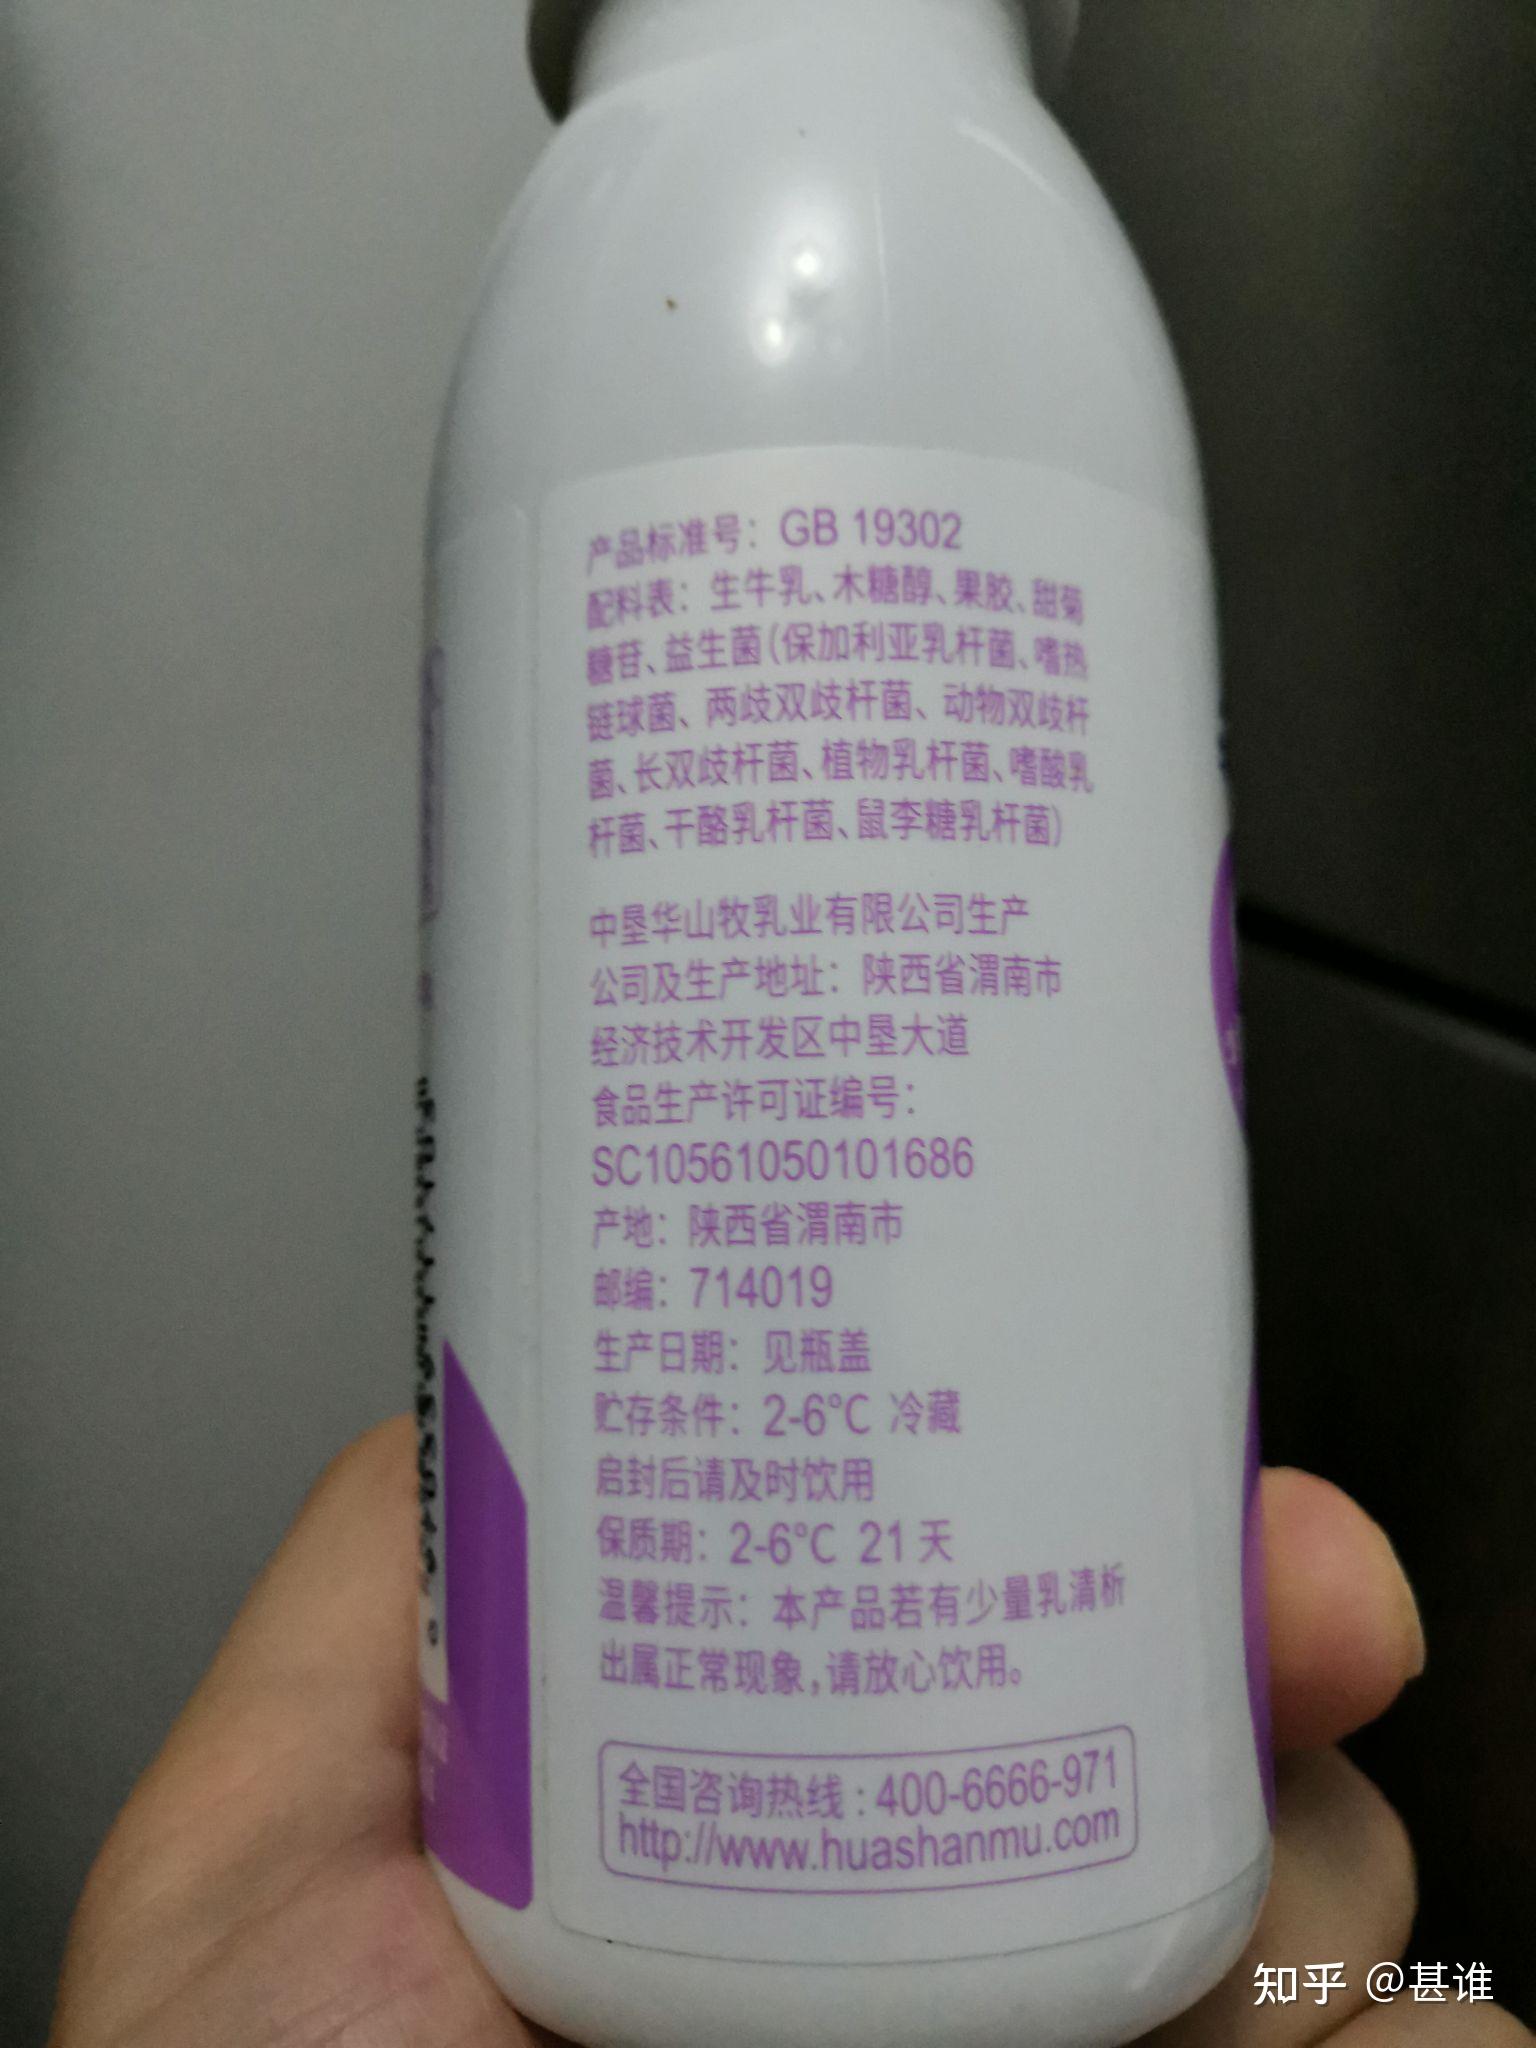 产品标准号：GB 19302
配料表：生牛乳、木糖醇、果胶、甜菊
糖苷、益生菌(保加利亚乳杆菌、嗜热
链球菌、两歧双歧杆菌、动物双歧杆
菌、长双歧杆菌、植物乳杆菌、嗜酸乳
杆菌、干酪乳杆菌、鼠李糖乳杆菌)
中垦华山牧乳业有限公司生产
公司及生产地址：陕西省渭南市
经济技术开发区中垦大道
食品生产许可证编号：
SC10561050101686
产地：陕西省渭南市
邮编：714019
生产日期：见瓶盖
贮存条件：2-6°C 冷藏
启封后请及时饮用
保质期：2-6°C 21天
温馨提示：本产品若有少量乳清析
出属正常现象，请放心饮用。
全国咨询热线：400-6666-971
http://www.huashanmu.com
知乎 @甚谁